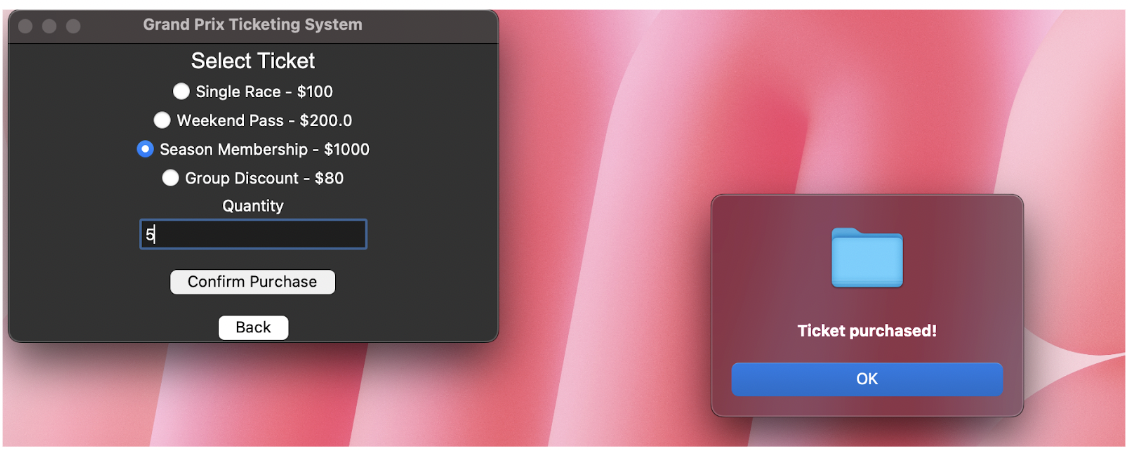 Grand Prix Ticketing System
Select Ticket
Single Race - $100
Weekend Pass - $200.0
Season Membership - $1000
Group Discount - $80
Quantity
5
Confirm Purchase
Back
Ticket purchased!
OK